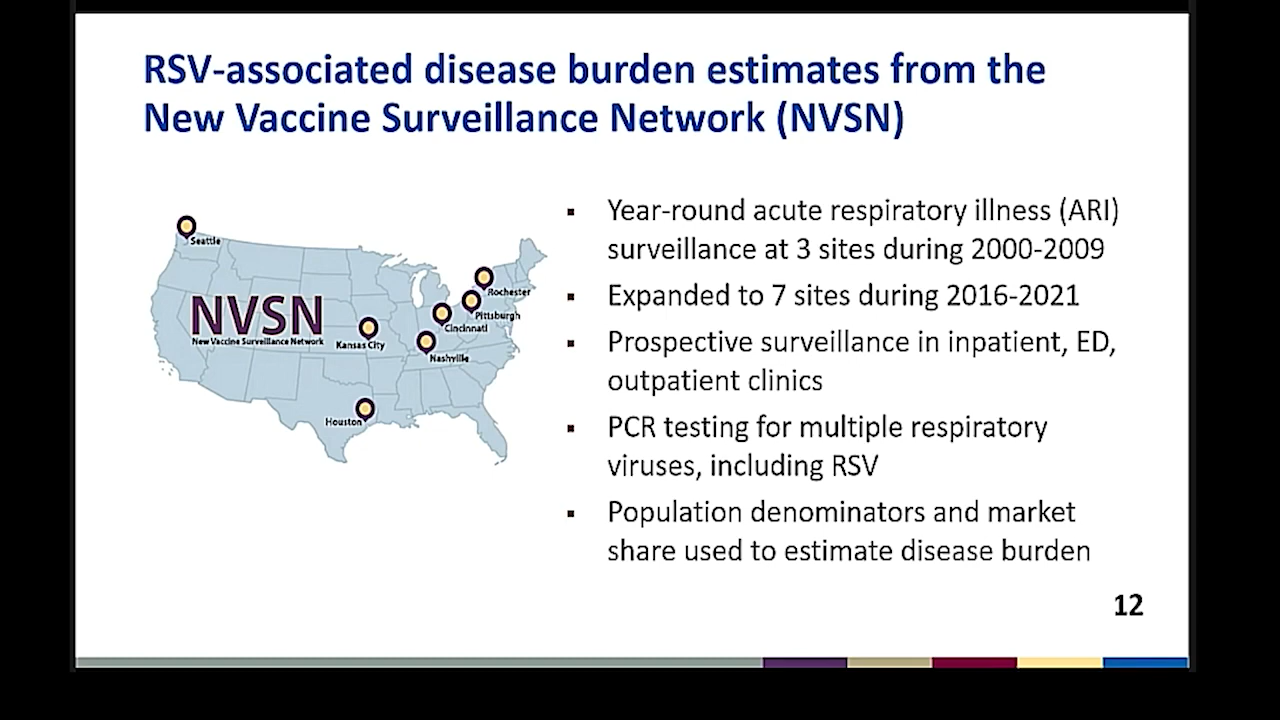 RSV-associated disease burden estimates from the
New Vaccine Surveillance Network (NVSN)
Seattle
NVSN
New Vaccine Surveillance Network
Rochester
Pittsburgh
Cincinnati
Kansas City
Nashville
Houston
▪ Year-round acute respiratory illness (ARI)
surveillance at 3 sites during 2000-2009
▪ Expanded to 7 sites during 2016-2021
▪ Prospective surveillance in inpatient, ED,
outpatient clinics
▪ PCR testing for multiple respiratory
viruses, including RSV
▪ Population denominators and market
share used to estimate disease burden
12